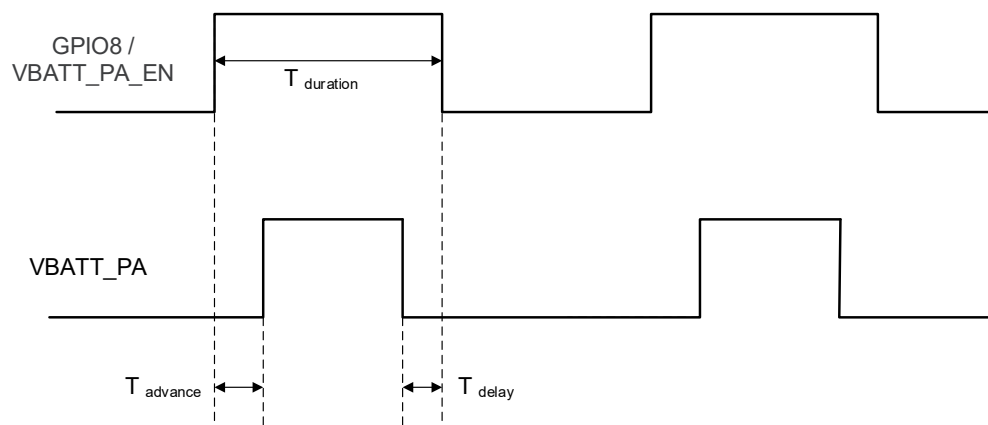 GPIO8 /
VBATT_PA_EN
T duration
VBATT_PA
T advance
T delay